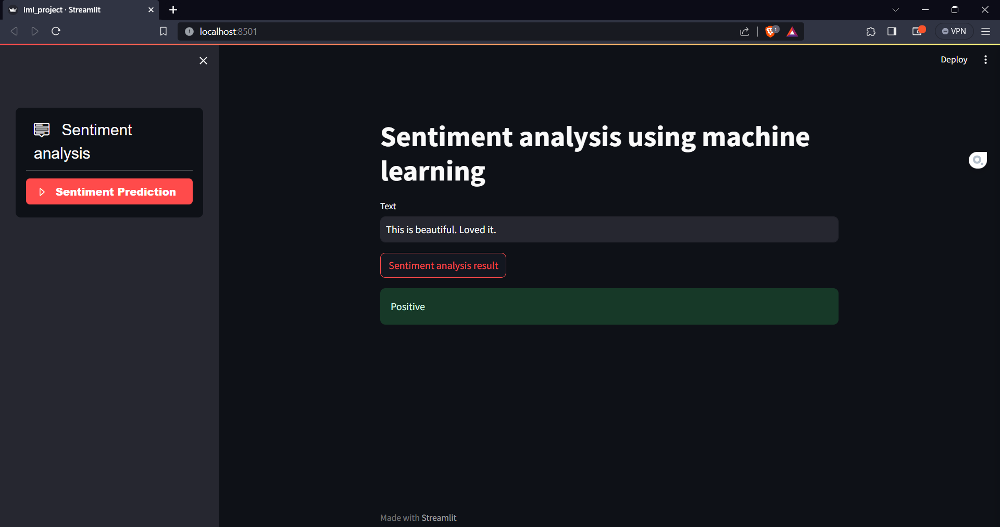 iml_project · Streamlit
localhost:8501
1
VPN
Deploy
Sentiment
analysis
Sentiment Prediction
Sentiment analysis using machine
learning
Text
This is beautiful. Loved it.
Sentiment analysis result
Positive
Made with Streamlit